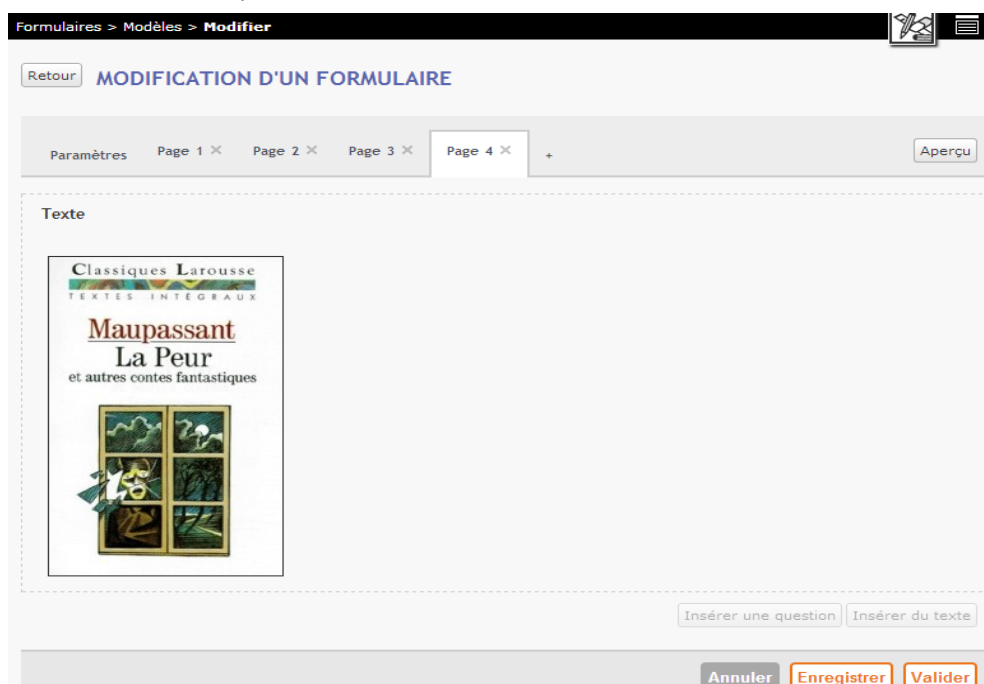 Formulaires > Modèles > Modifier
Retour MODIFICATION D'UN FORMULAIRE
Paramètres Page 1 × Page 2 × Page 3 × Page 4 × + Aperçu
Texte
Classiques Larousse
TEXTES INTÉGRAUX
Maupassant
La Peur
et autres contes fantastiques
Insérer une question Insérer du texte
Annuler Enregistrer Valider